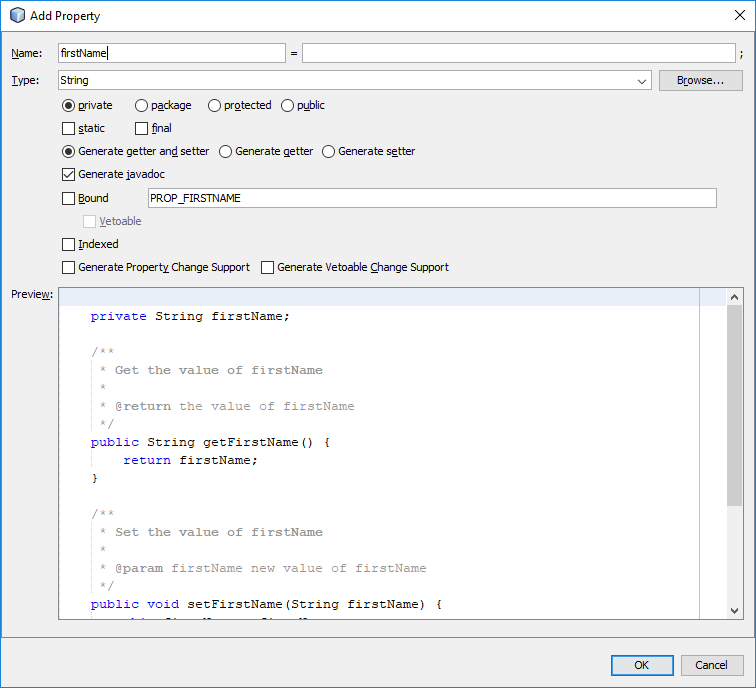 Add Property
Name: firstName = ;
Type: String Browse...
private package protected public
static final
Generate getter and setter Generate getter Generate setter
Generate javadoc
Bound PROP_FIRSTNAME
Vetoable
Indexed
Generate Property Change Support Generate Vetoable Change Support
Preview:
private String firstName;
/**
* Get the value of firstName
*
* @return the value of firstName
*/
public String getFirstName() {
return firstName;
}
/**
* Set the value of firstName
*
* @param firstName new value of firstName
*/
public void setFirstName(String firstName) {
OK Cancel